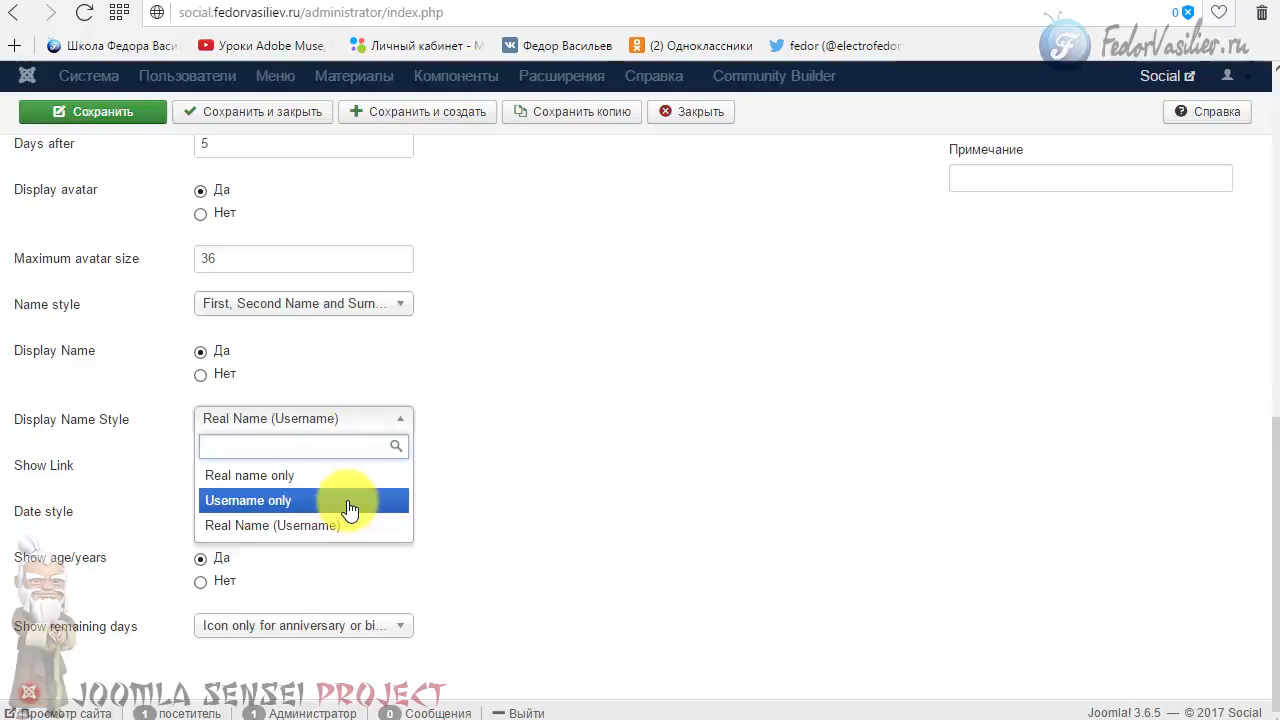 social.fedorvasiliev.ru/administrator/index.php
0
Школа Федора Васи
Уроки Adobe Muse,
Личный кабинет - М
Федор Васильев
(2) Одноклассники
fedor (@electrofedor
FedorVasiliev.ru
Система Пользователи Меню Материалы Компоненты Расширения Справка Community Builder
Social
Сохранить
Сохранить и закрыть
Сохранить и создать
Сохранить копию
Закрыть
Справка
Days after
5
Примечание
Display avatar
Да
Нет
Maximum avatar size
36
Name style
First, Second Name and Surn...
Display Name
Да
Нет
Display Name Style
Real Name (Username)
Show Link
Real name only
Username only
Date style
Real Name (Username)
Show age/years
Да
Нет
Show remaining days
Icon only for anniversary or bi...
JOOMLA SENSEI PROJECT
Просмотр сайта
1 посетитель
1 Администратор
0 Сообщения
Выйти
Joomla! 3.6.5 — © 2017 Social